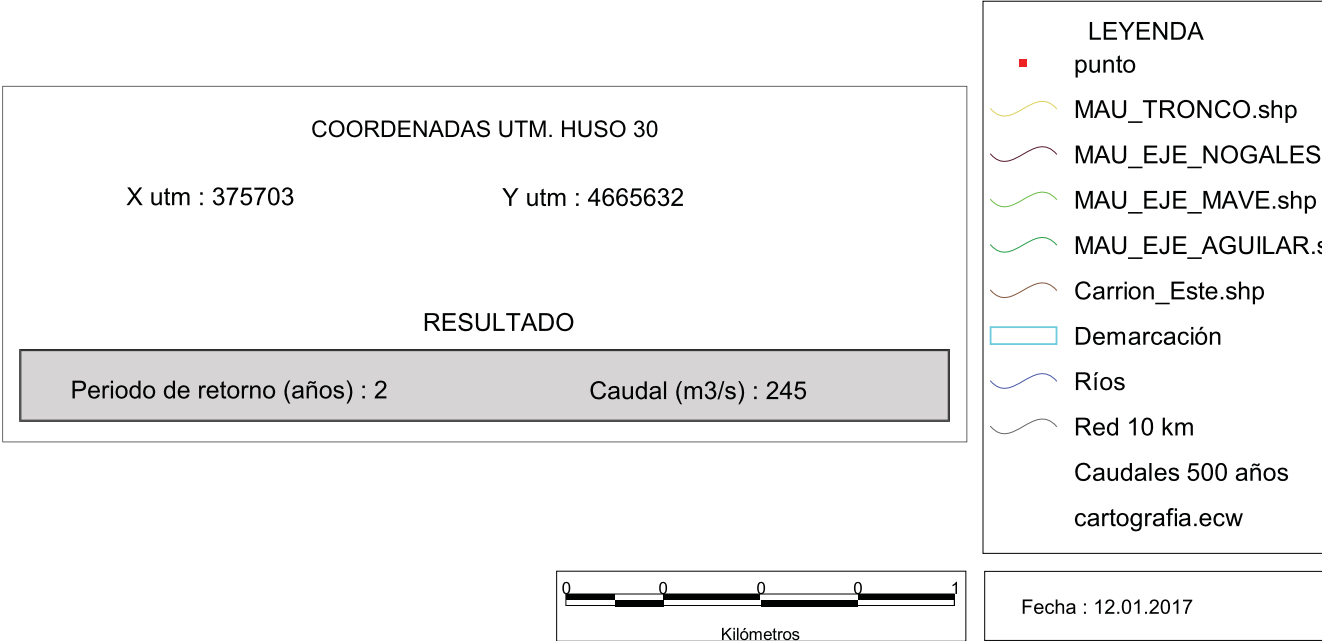 COORDENADAS UTM. HUSO 30
X utm : 375703
Y utm : 4665632
RESULTADO
Periodo de retorno (años) : 2
Caudal (m3/s) : 245
LEYENDA
punto
MAU_TRONCO.shp
MAU_EJE_NOGALES
MAU_EJE_MAVE.shp
MAU_EJE_AGUILAR.s
Carrion_Este.shp
Demarcación
Ríos
Red 10 km
Caudales 500 años
cartografia.ecw
0 0 0 0 1
Kilómetros
Fecha : 12.01.2017